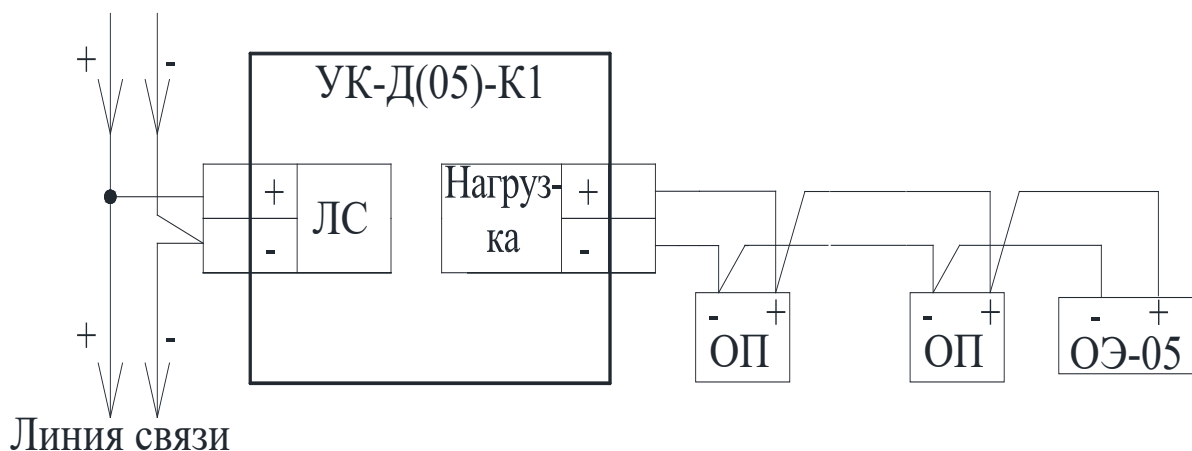 + -
УК-Д(05)-К1
+
ЛС
-
Нагруз-
ка
+
-
+ -
- +
ОП
- +
ОП
- +
ОЭ-05
Линия связи